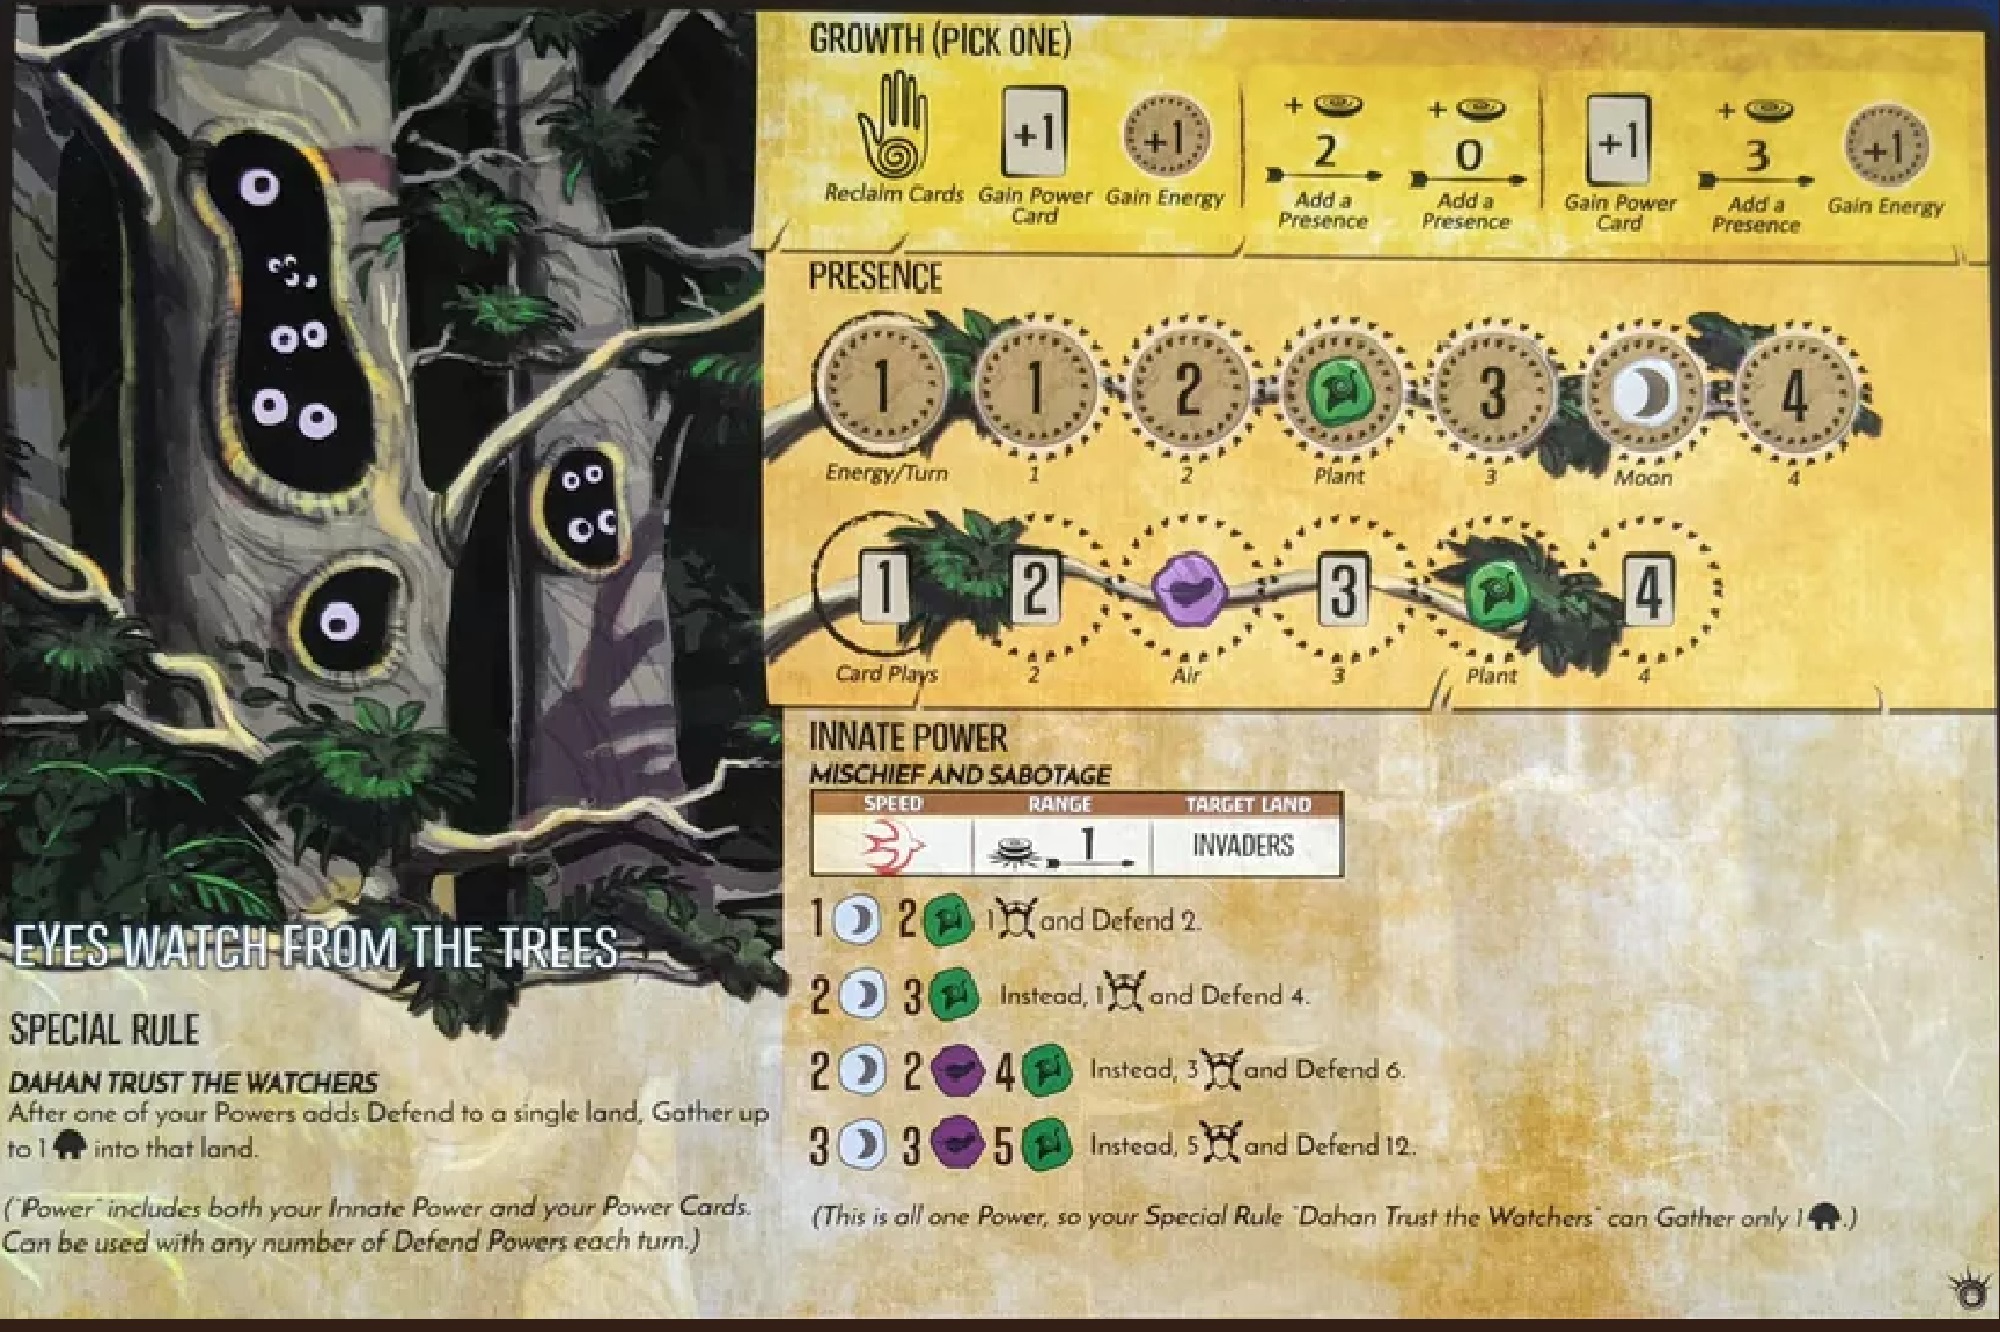 GROWTH (PICK ONE)
+1 +1 + 2 + 0 +1 + 3 +1
Reclaim Cards Gain Power Card Gain Energy Add a Presence Add a Presence Gain Power Card Add a Presence Gain Energy
PRESENCE
1 1 2 3 4
Energy/Turn 1 2 Plant 3 Moon 4
1 2 3 4
Card Plays 2 Air 3 Plant 4
INNATE POWER
MISCHIEF AND SABOTAGE
SPEED RANGE TARGET LAND
1 INVADERS
1 2 1 and Defend 2.
2 3 Instead, 1 and Defend 4.
2 2 4 Instead, 3 and Defend 6.
3 3 5 Instead, 5 and Defend 12.
(This is all one Power, so your Special Rule "Dahan Trust the Watchers" can Gather only 1 .)
EYES WATCH FROM THE TREES
SPECIAL RULE
DAHAN TRUST THE WATCHERS
After one of your Powers adds Defend to a single land, Gather up
to 1 into that land.
("Power" includes both your Innate Power and your Power Cards.
Can be used with any number of Defend Powers each turn.)